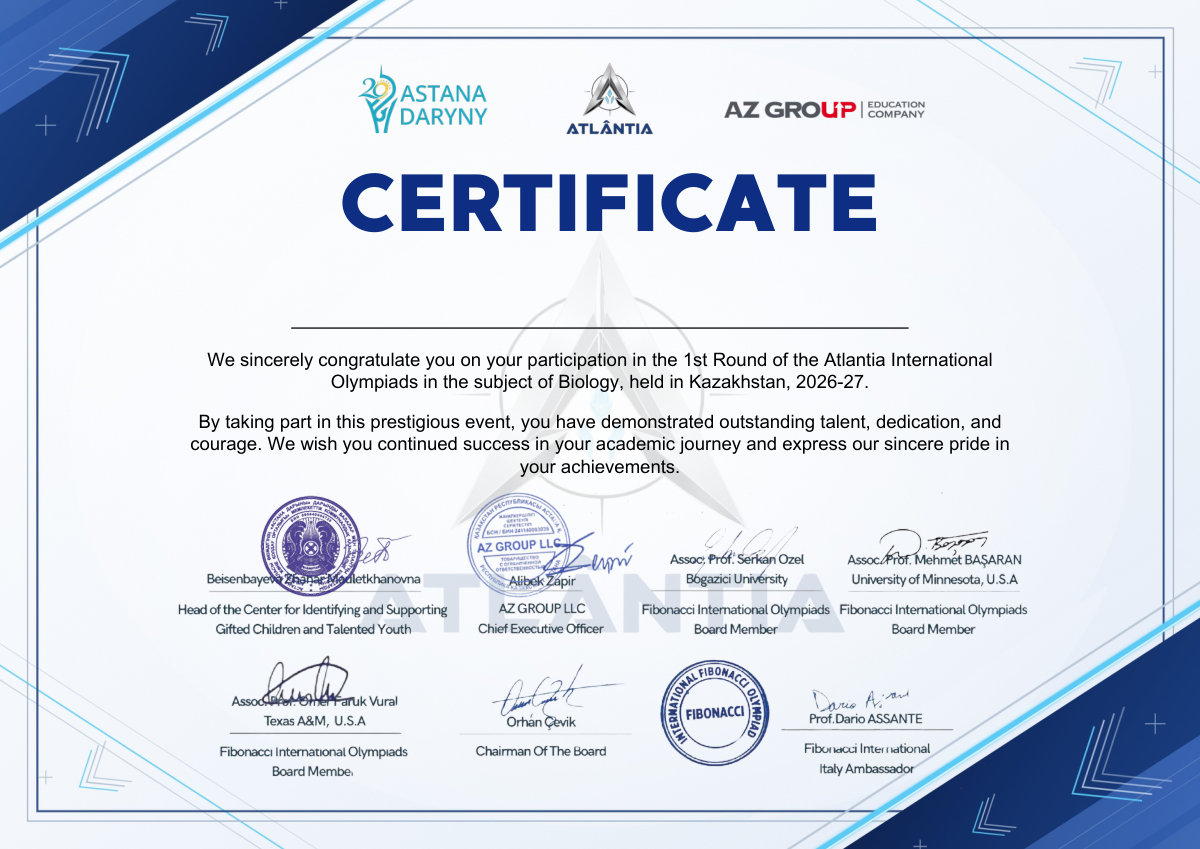 20 ASTANA
DARYNY
ATLÂNTIA
AZ GROUP | EDUCATION
COMPANY
CERTIFICATE
We sincerely congratulate you on your participation in the 1st Round of the Atlantia International
Olympiads in the subject of Biology, held in Kazakhstan, 2026-27.
By taking part in this prestigious event, you have demonstrated outstanding talent, dedication, and
courage. We wish you continued success in your academic journey and express our sincere pride in
your achievements.
ATLÂNTIA
Beisenbayeva Zhanar Mauletkhanovna
Head of the Center for Identifying and Supporting
Gifted Children and Talented Youth
AZ GROUP LLC
Alibek Zapir
AZ GROUP LLC
Chief Executive Officer
Assoc. Prof. Serkan Ozel
Bogazici University
Fibonacci International Olympiads
Board Member
Assoc. Prof. Mehmet BAŞARAN
University of Minnesota, U.S.A
Fibonacci International Olympiads
Board Member
Assoc. Prof. Omer Faruk Vural
Texas A&M, U.S.A
Fibonacci International Olympiads
Board Member
Orhan Çevik
Chairman Of The Board
INTERNATIONAL FIBONACCI OLYMPIAD
FIBONACCI
Prof.Dario ASSANTE
Fibonacci International
Italy Ambassador